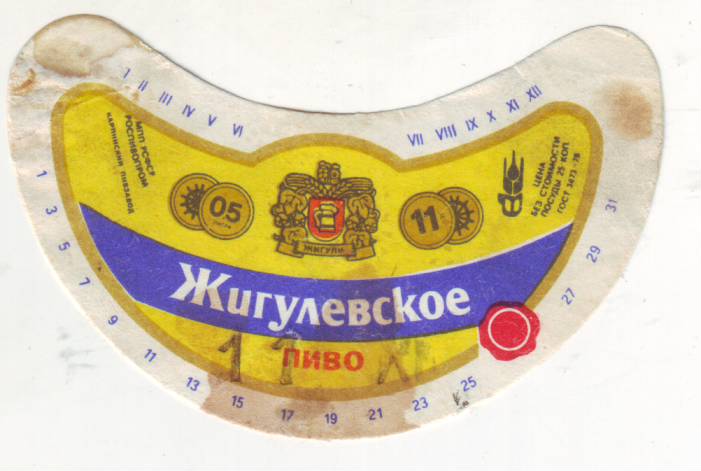 I II III IV V VI
VII VIII IX X XI XII
МПП РСФСР
РОСПИВОПРОМ
КАРПИНСКИЙ ПИВЗАВОД
05
ЛИТРА
ЖИГУЛИ
11
ЦЕНА
БЕЗ СТОИМОСТИ
ПОСУДЫ 25 КОП.
ГОСТ 3473-78
Жигулевское
ПИВО
1 3 5 7 9 11 13 15 17 19 21 23 25 27 29 31